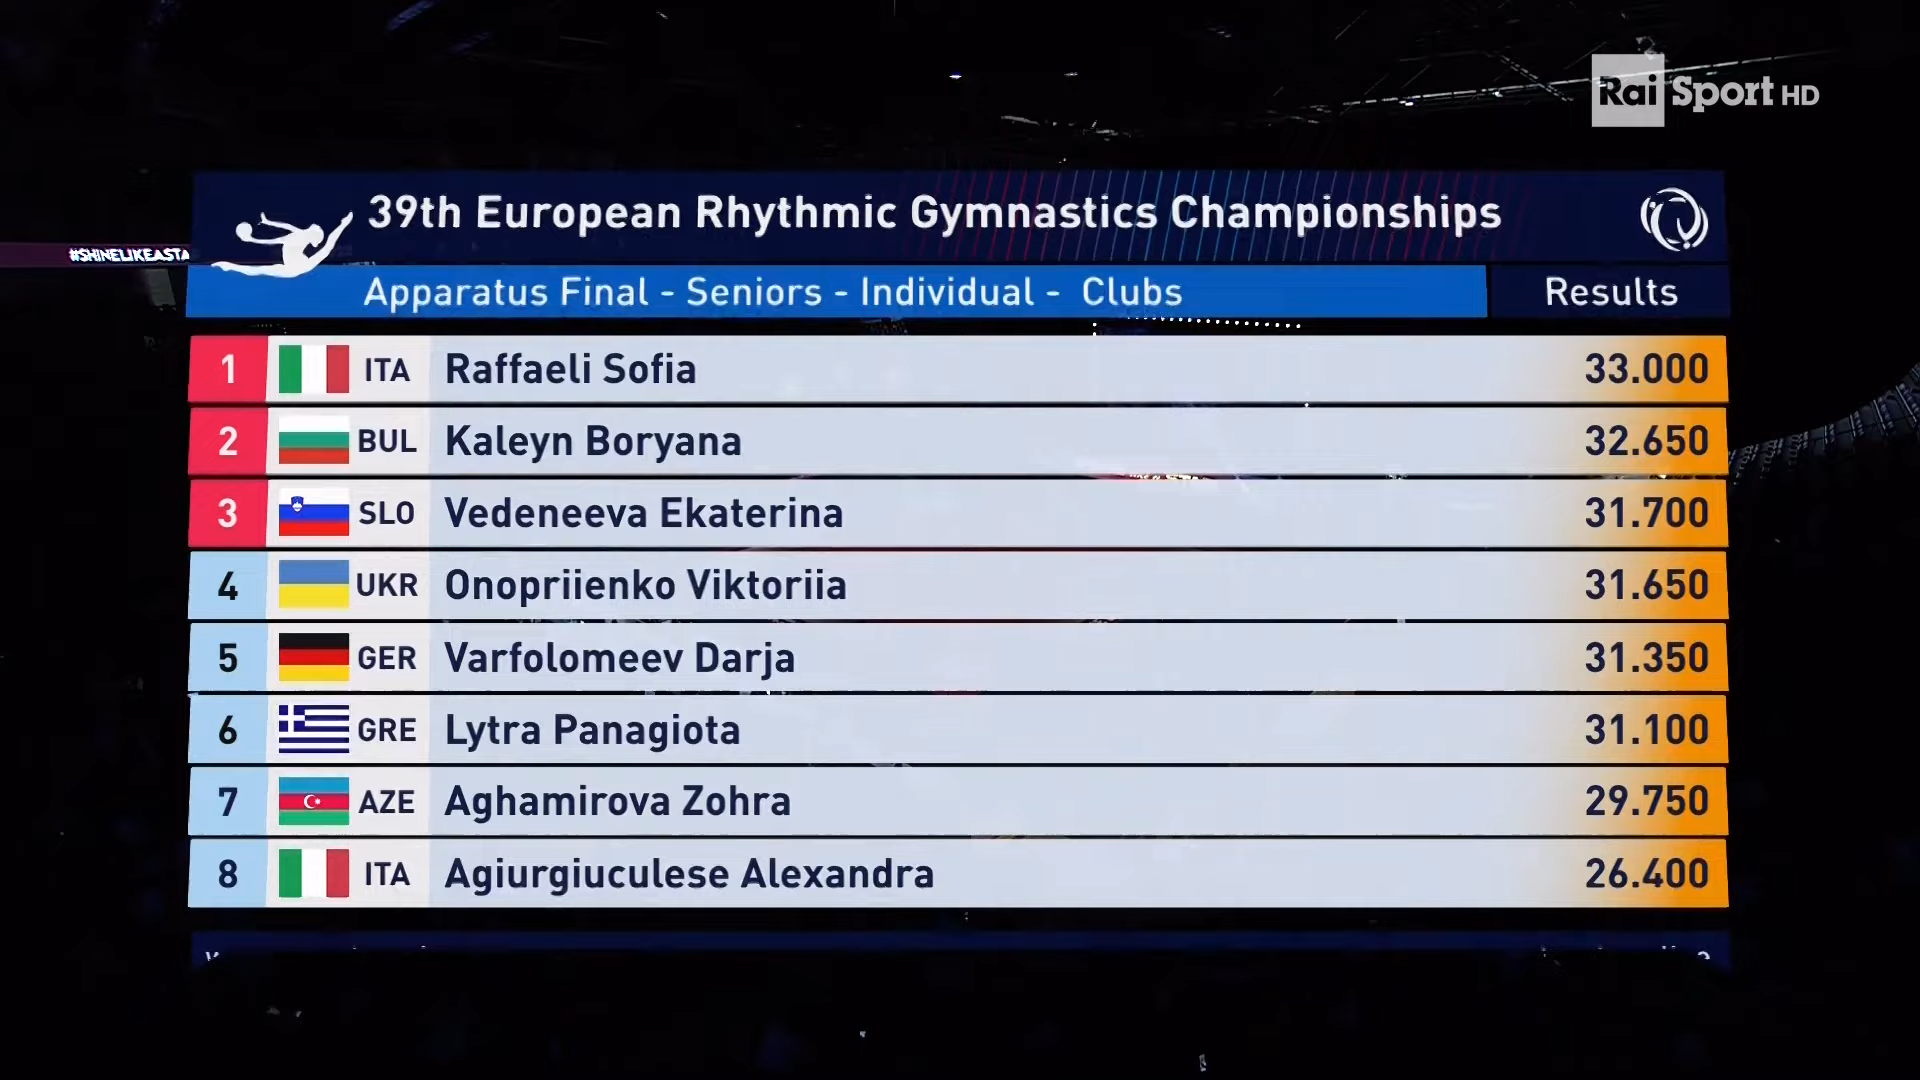 Rai Sport HD
39th European Rhythmic Gymnastics Championships
#SHINELIKEASTA
Apparatus Final - Seniors - Individual - Clubs Results
1 ITA Raffaeli Sofia 33.000
2 BUL Kaleyn Boryana 32.650
3 SLO Vedeneeva Ekaterina 31.700
4 UKR Onopriienko Viktoriia 31.650
5 GER Varfolomeev Darja 31.350
6 GRE Lytra Panagiota 31.100
7 AZE Aghamirova Zohra 29.750
8 ITA Agiurgiuculese Alexandra 26.400